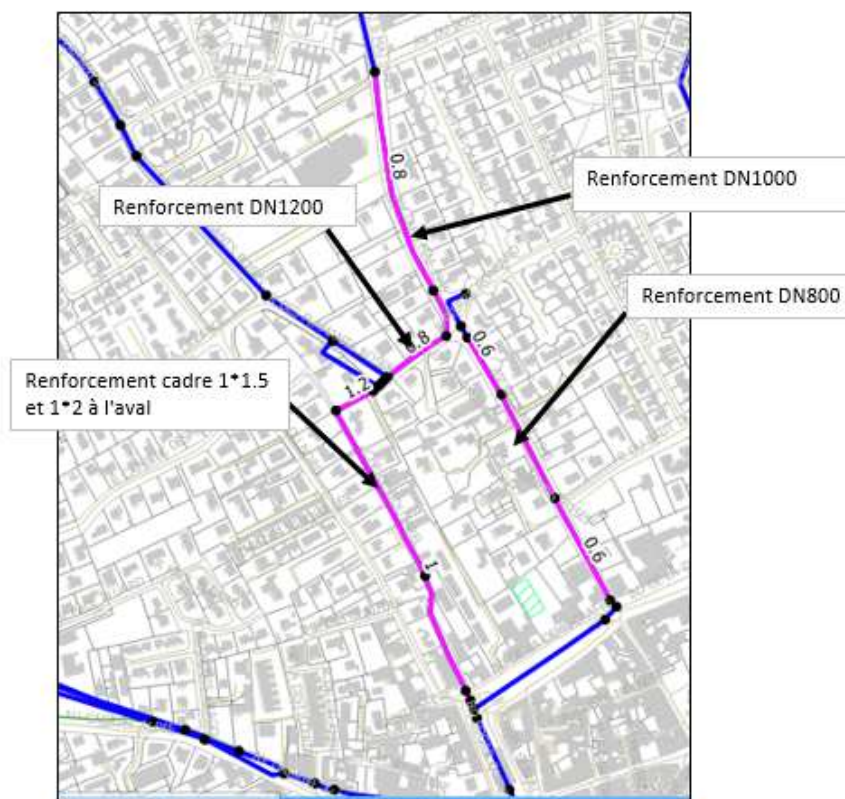 0.8
Renforcement DN1000
Renforcement DN1200
Renforcement DN800
0.8
0.6
1.2
Renforcement cadre 1*1.5
et 1*2 à l'aval
0.6
1